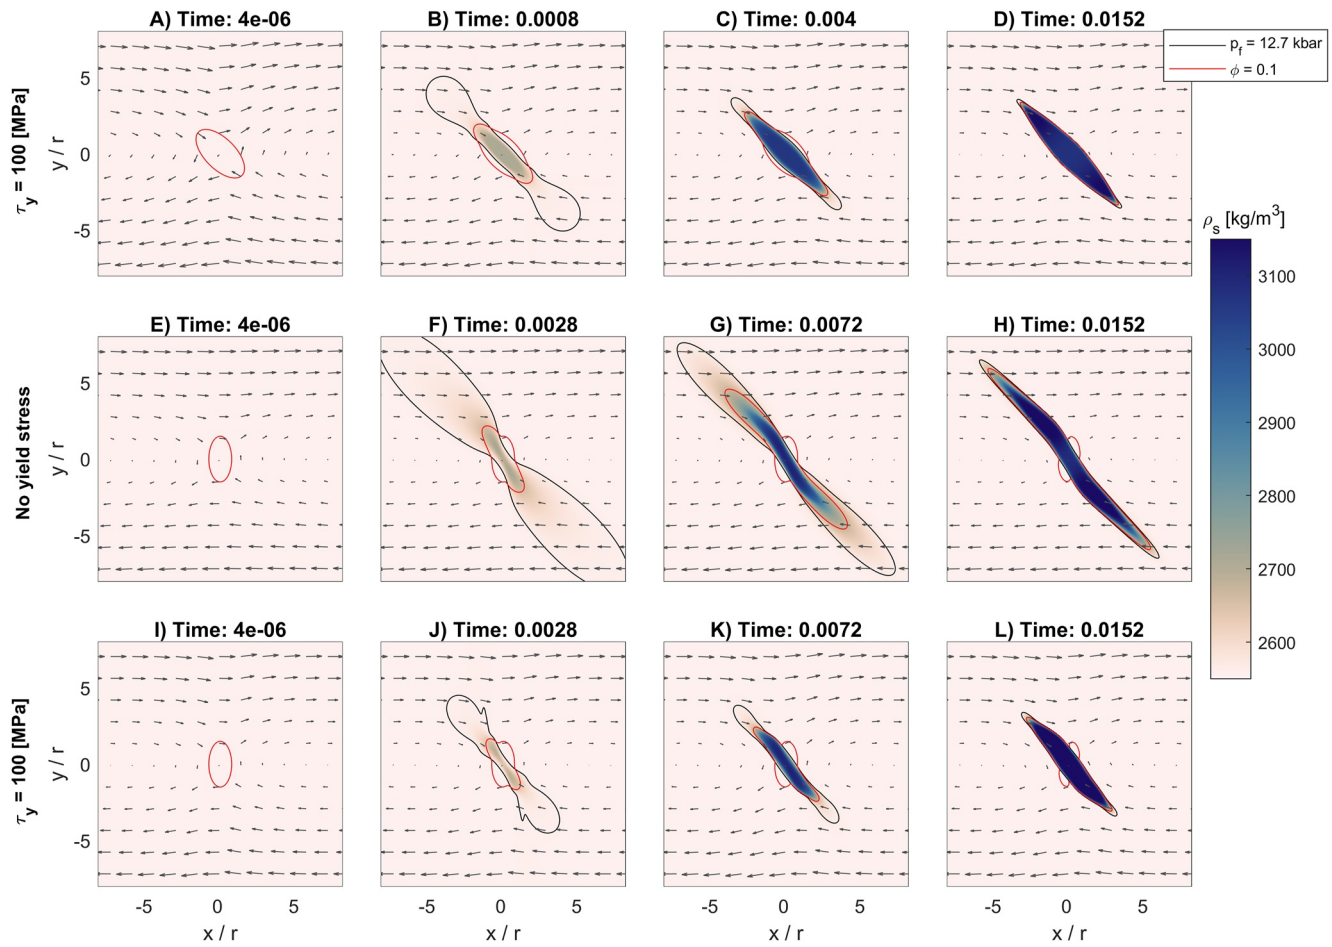 A) Time: 4e-06
B) Time: 0.0008
C) Time: 0.004
D) Time: 0.0152
p_f = 12.7 kbar
ϕ = 0.1
τ_y = 100 [MPa]
y / r
5
0
-5
E) Time: 4e-06
F) Time: 0.0028
G) Time: 0.0072
H) Time: 0.0152
No yield stress
y / r
5
0
-5
I) Time: 4e-06
J) Time: 0.0028
K) Time: 0.0072
L) Time: 0.0152
τ_y = 100 [MPa]
y / r
5
0
-5
-5 0 5
-5 0 5
-5 0 5
-5 0 5
x / r
x / r
x / r
x / r
ρ_s [kg/m³]
3100
3000
2900
2800
2700
2600